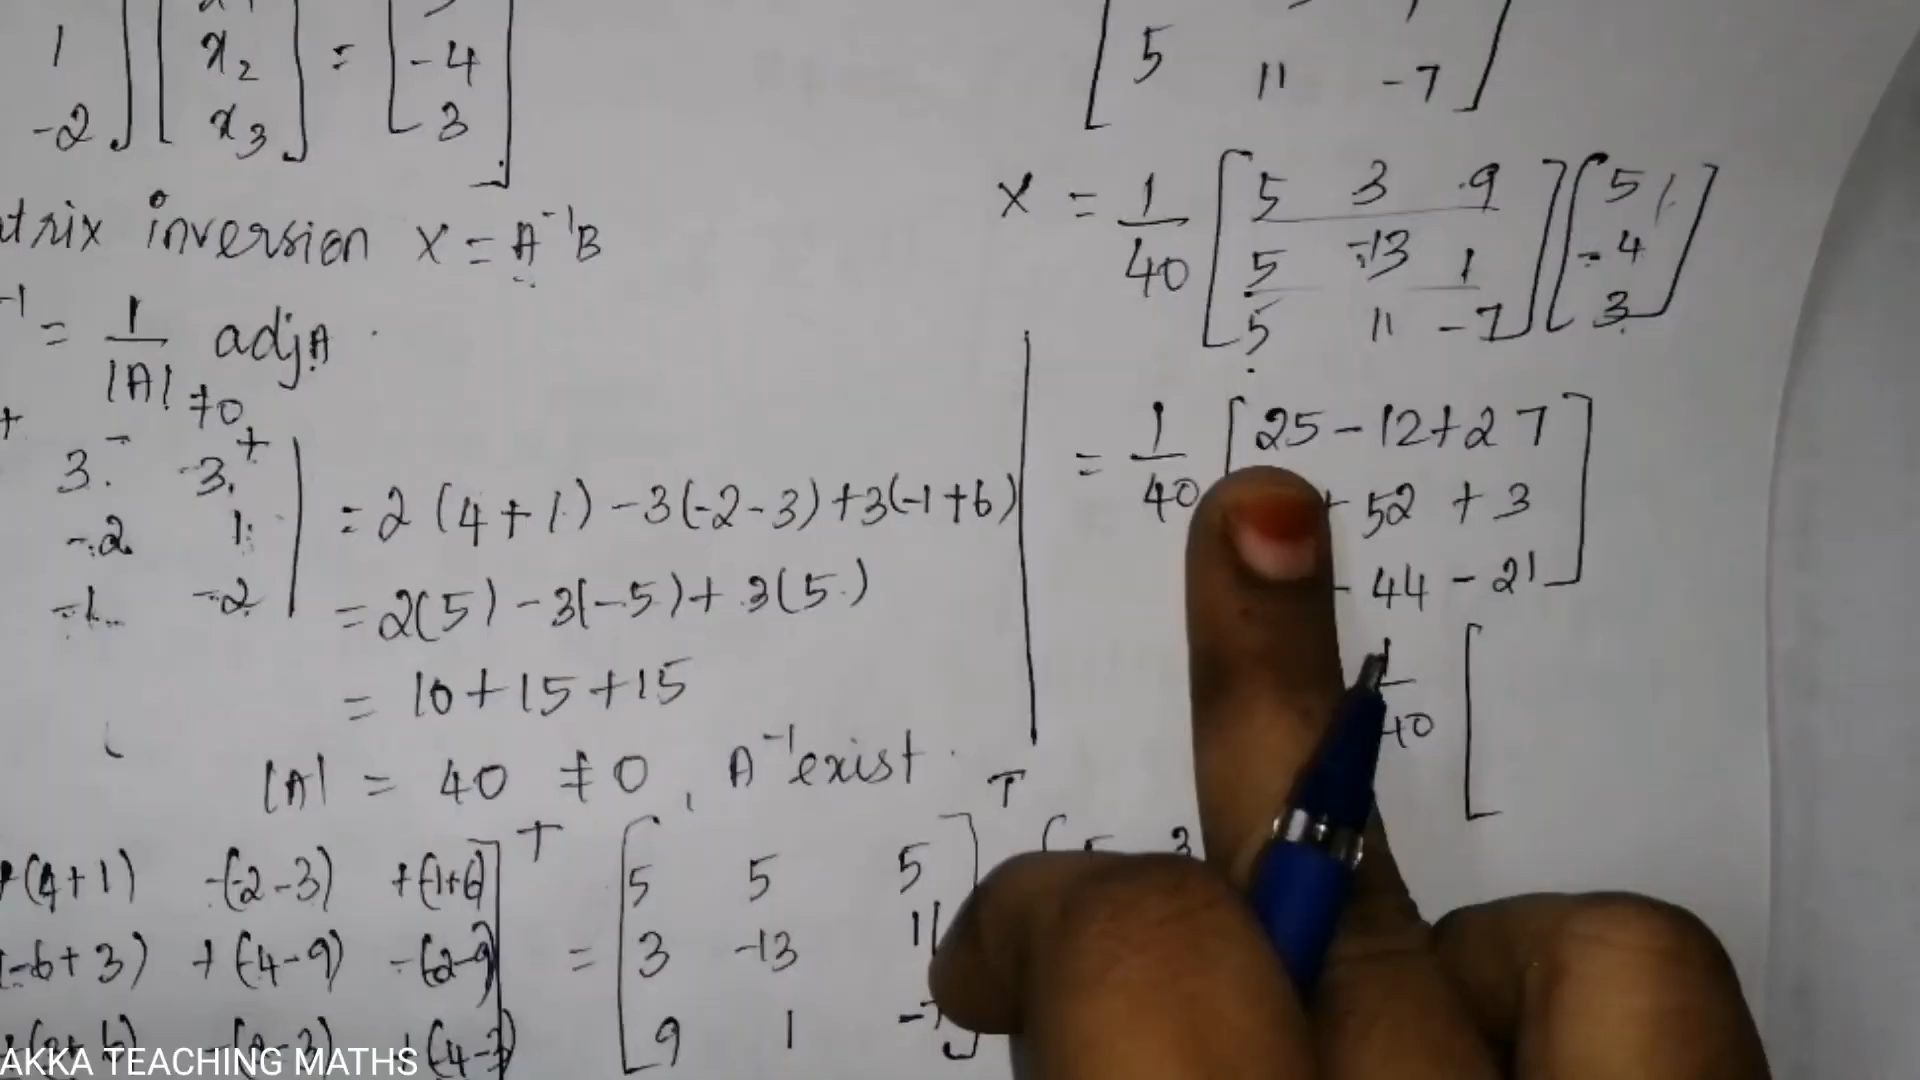 1 ] [ x2 ] = [ -4 ]
-2 x3 3
trix inversion X = A⁻¹B
-1 = 1/|A| adjA
|A| ≠0
+ - +
3 3
-2 1
-1 -2
= 2(4+1) -3(-2-3)+3(-1+6)
= 2(5) -3(-5)+ 3(5)
= 10+15+15
|A| = 40 ≠ 0, A⁻¹ exist.
+(4+1) -(-2-3) +(-1+6) T
(-6+3) +(-4-9) -(-2-9)
+(4-3)
= [ 5 5 5
3 -13 11
9 1 -7 ] T
5 11 -7
X = 1/40 [ 5 3 9
5 -13 1
5 11 -7 ] [ 5
-4
3 ]
= 1/40 [ 25-12+27
+52 +3
-44 -21 ]
1/40 [
AKKA TEACHING MATHS